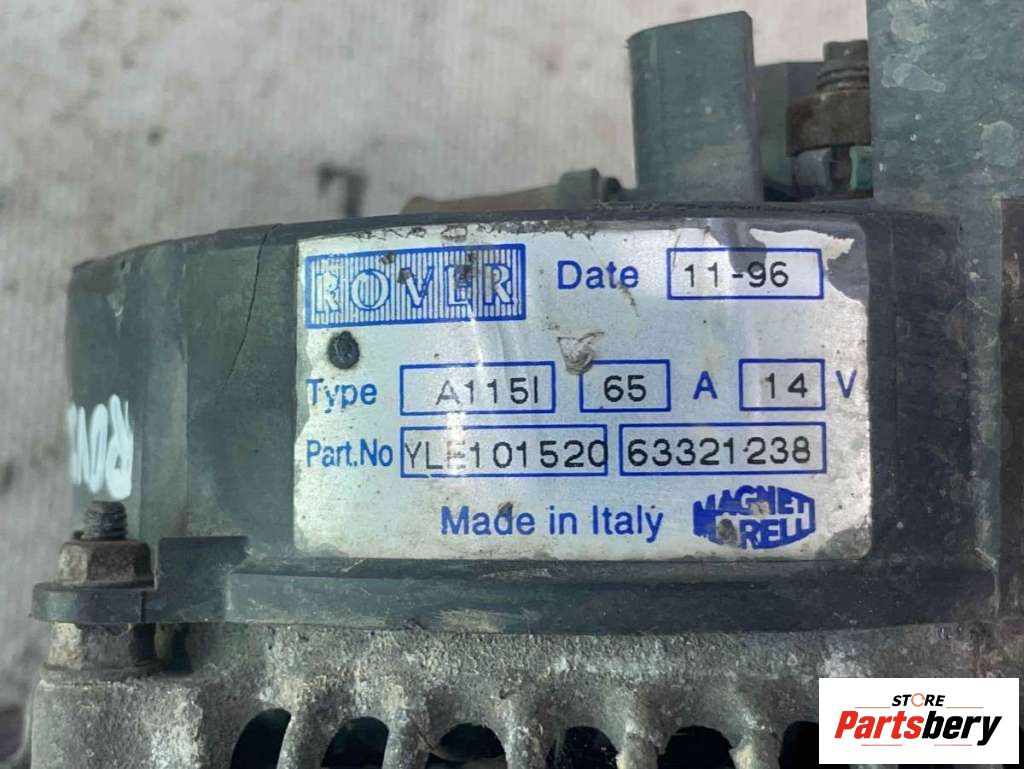 ROVER Date 11-96
Type A115I 65 A 14 V
Part.No YLE101520 63321238
Made in Italy MAGNETI MARELLI
ROV
STORE
Partsbery